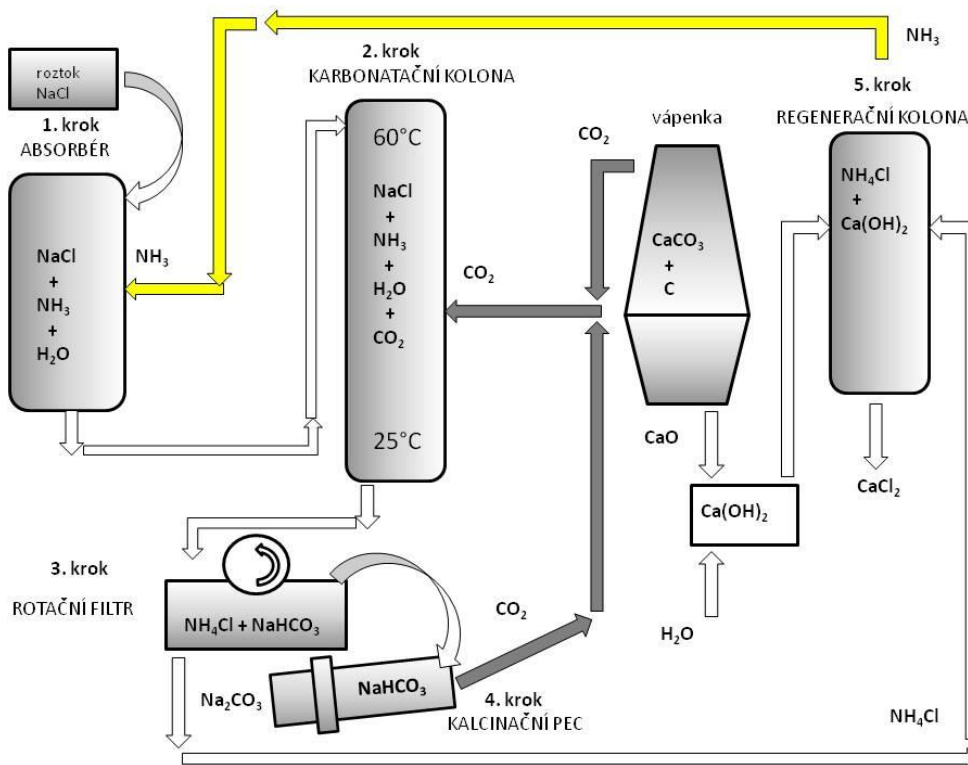 NH₃
2. krok
KARBONATAČNÍ KOLONA
roztok
NaCl
1. krok
ABSORBÉR
5. krok
REGENERAČNÍ KOLONA
vápenka
CO₂
60°C
NaCl
+
NH₃
+
H₂O
+
CO₂
25°C
NH₄Cl
+
Ca(OH)₂
CaCO₃
+
C
NaCl
+
NH₃
+
H₂O
NH₃
CO₂
CaO
CaCl₂
Ca(OH)₂
H₂O
3. krok
ROTAČNÍ FILTR
NH₄Cl + NaHCO₃
CO₂
Na₂CO₃
NaHCO₃
4. krok
KALCINAČNÍ PEC
NH₄Cl